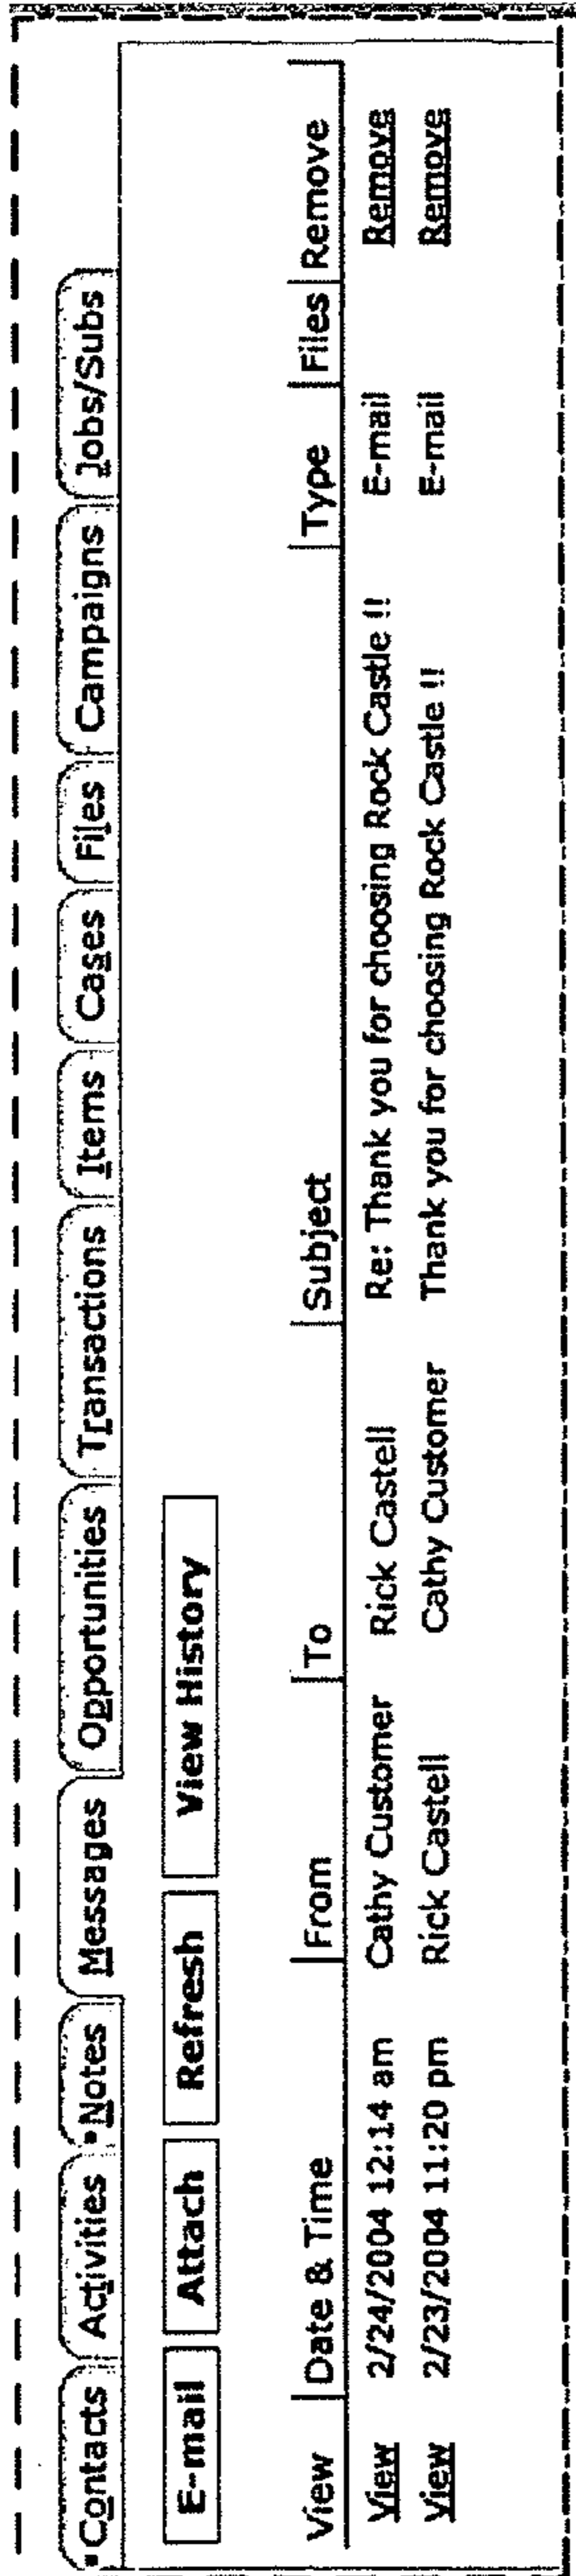 •Contacts Activities •Notes Messages Opportunities Transactions Items Cases Files Campaigns Jobs/Subs
E-mail Attach Refresh View History
View Date & Time From To Subject Type Files Remove
View 2/24/2004 12:14 am Cathy Customer Rick Castell Re: Thank you for choosing Rock Castle !! E-mail Remove
View 2/23/2004 11:20 pm Rick Castell Cathy Customer Thank you for choosing Rock Castle !! E-mail Remove